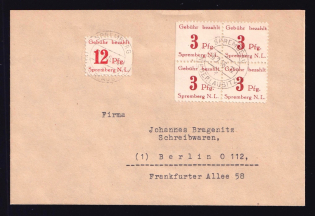 Gebühr bezahlt
12 Pfg.
Spremberg N.L.
Gebühr bezahlt
3 Pfg.
Spremberg N.L.
Gebühr bezahlt
3 Pfg.
Spremberg N.L.
Gebühr bezahlt
3 Pfg.
Spremberg N.L.
Gebühr bezahlt
3 Pfg.
Spremberg N.L.
Firma
Johannes Bragenitz
Schreibwaren,
(1) Berlin O 112,
Frankfurter Allee 58